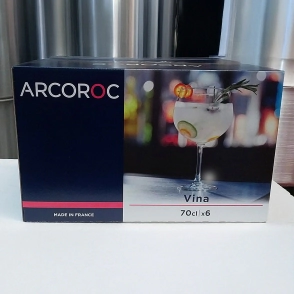 ARCOROC
MADE IN FRANCE
Vina
70cl | x6